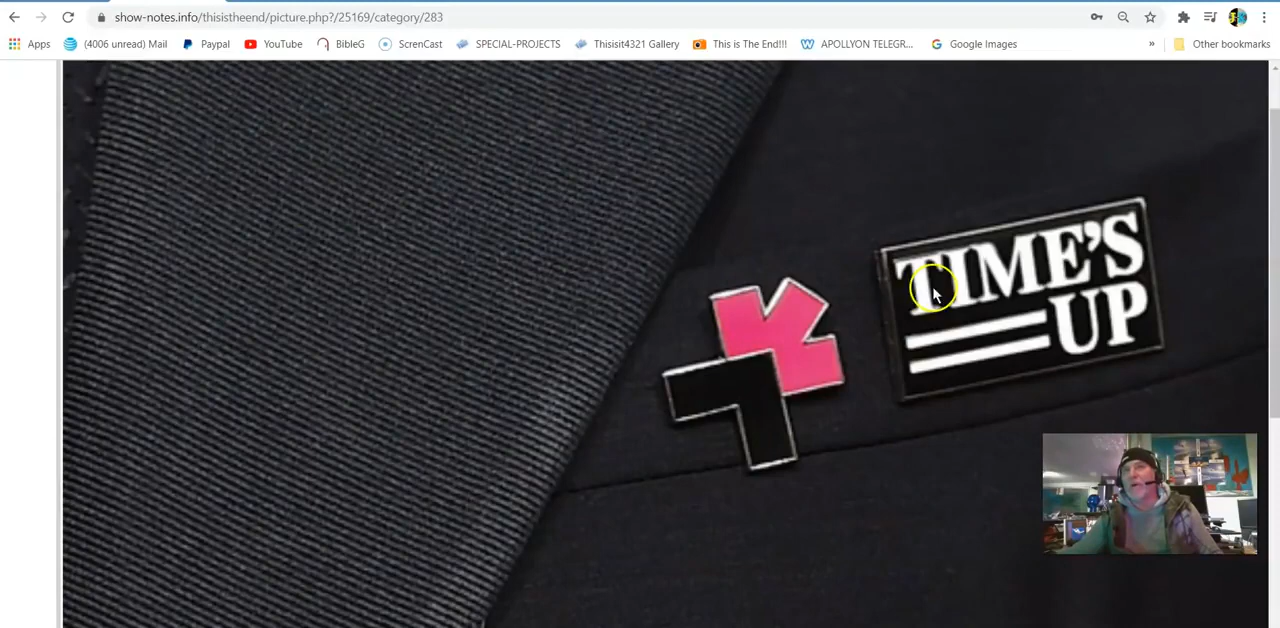 show-notes.info/thisistheend/picture.php?/25169/category/283
Apps (4006 unread) Mail Paypal YouTube BibleG ScrenCast SPECIAL-PROJECTS Thisisit4321 Gallery This is The End!!! APOLLYON TELEGR... Google Images » Other bookmarks
TIME'S
UP